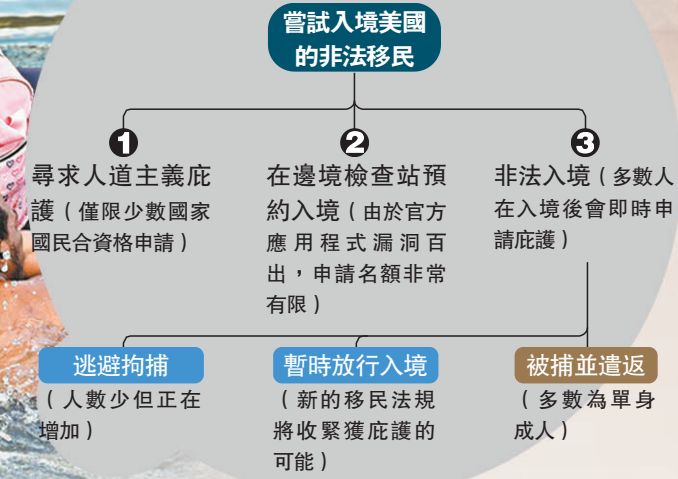 嘗試入境美國
的非法移民
1
尋求人道主義庇
護(僅限少數國家
國民合資格申請)
2
在邊境檢查站預
約入境(由於官方
應用程式漏洞百
出,申請名額非常
有限)
3
非法入境(多數人
在入境後會即時申
請庇護)
逃避拘捕
(人數少但正在
增加)
暫時放行入境
(新的移民法規
將收緊獲庇護的
可能)
被捕並遣返
(多數為單身
成人)